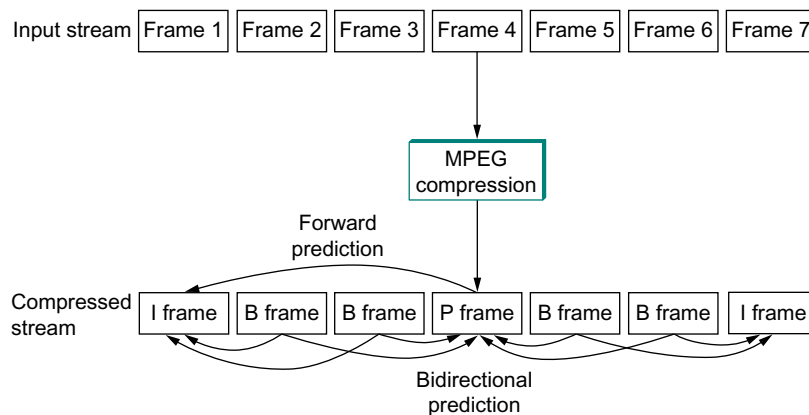 Input stream Frame 1 Frame 2 Frame 3 Frame 4 Frame 5 Frame 6 Frame 7
MPEG
compression
Forward
prediction
Compressed
stream
I frame B frame B frame P frame B frame B frame I frame
Bidirectional
prediction